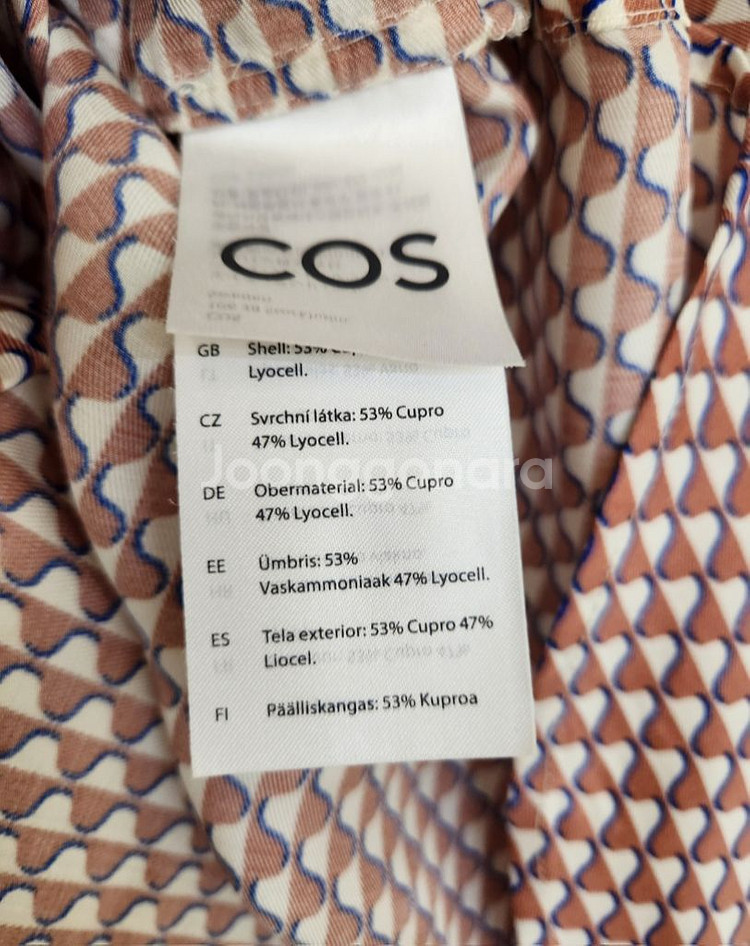 COS
GB Shell: 53%
Lyocell.
CZ Svrchní látka: 53% Cupro
47% Lyocell.
DE Obermaterial: 53% Cupro
47% Lyocell.
EE Ümbris: 53%
Vaskammoniaak 47% Lyocell.
ES Tela exterior: 53% Cupro 47%
Liocel.
FI Päälliskangas: 53% Kuproa
Joonggonara